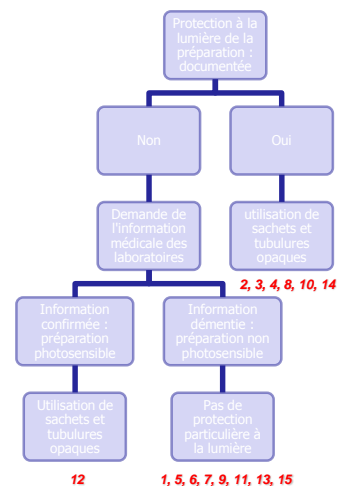 Protection à la
lumière de la
préparation :
documentée
Non
Oui
Demande de
l'information
médicale des
laboratoires
utilisation de
sachets et
tubulures
opaques
2, 3, 4, 8, 10, 14
Information
confirmée :
préparation
photosensible
Information
démentie :
préparation non
photosensible
Utilisation de
sachets et
tubulures
opaques
Pas de
protection
particulière à
la lumière
12
1, 5, 6, 7, 9, 11, 13, 15